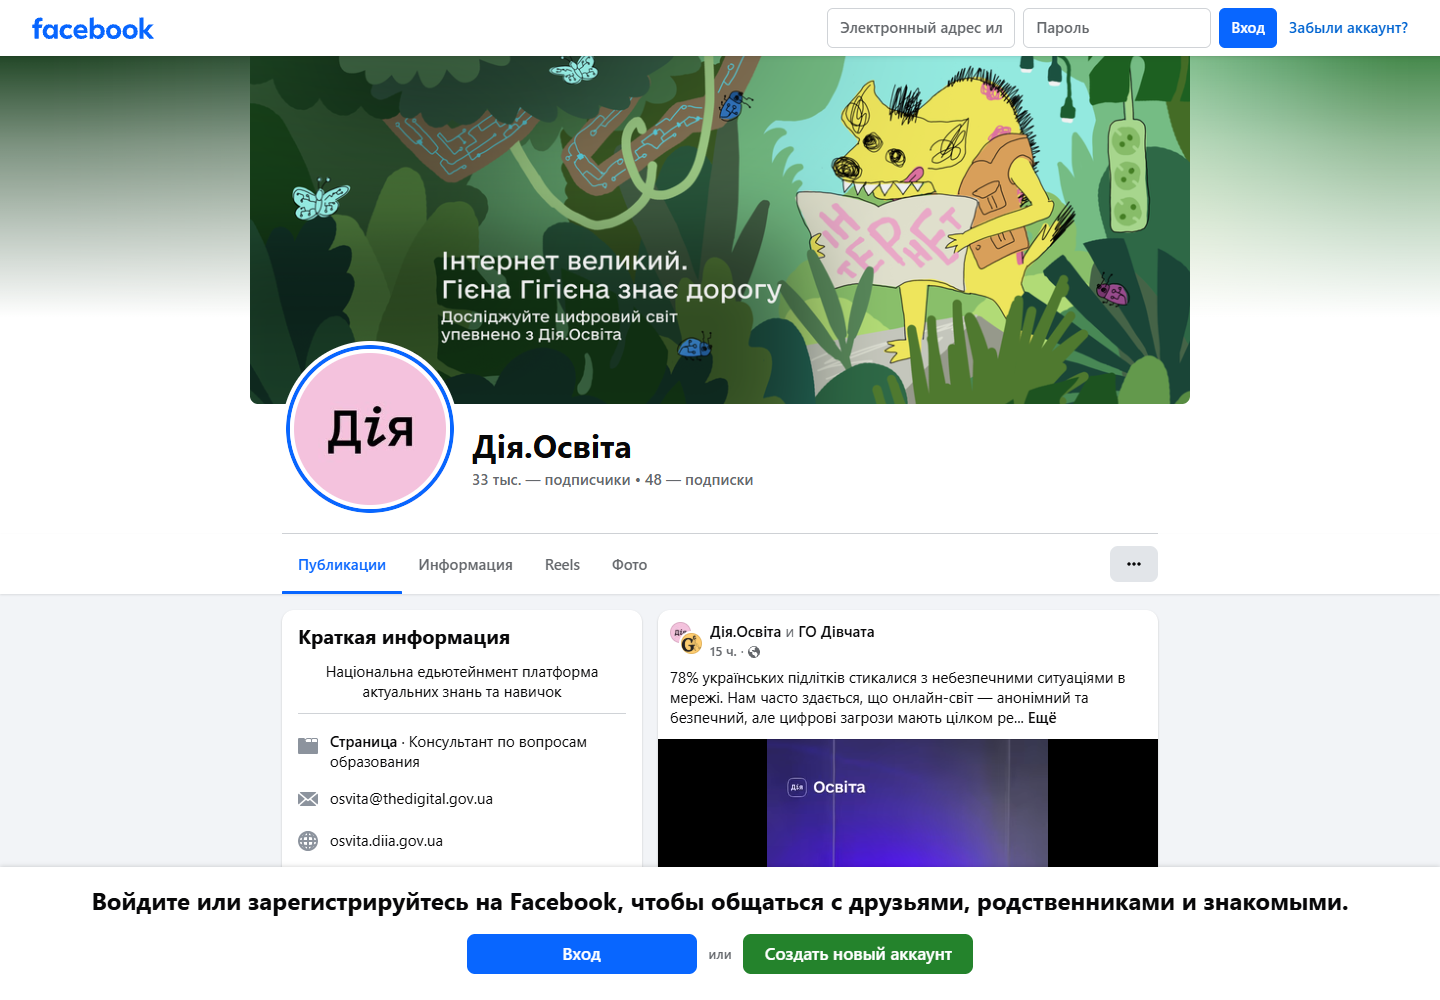 facebook
Электронный адрес ил
Пароль
Вход
Забыли аккаунт?
ІНТЕРНЕТ
Інтернет великий.
Гієна Гігієна знає дорогу
Досліджуйте цифровий світ
упевнено з Дія.Освіта
Дія
Дія.Освіта
33 тыс. — подписчики • 48 — подписки
Публикации
Информация
Reels
Фото
Краткая информация
Національна едьютейнмент платформа
актуальних знань та навичок
Страница · Консультант по вопросам
образования
osvita@thedigital.gov.ua
osvita.diia.gov.ua
Дія
G
Дія.Освіта и ГО Дівчата
15 ч. ·
78% українських підлітків стикалися з небезпечними ситуаціями в
мережі. Нам часто здається, що онлайн-світ — анонімний та
безпечний, але цифрові загрози мають цілком ре... Ещё
Дія Освіта
Войдите или зарегистрируйтесь на Facebook, чтобы общаться с друзьями, родственниками и знакомыми.
Вход
или
Создать новый аккаунт